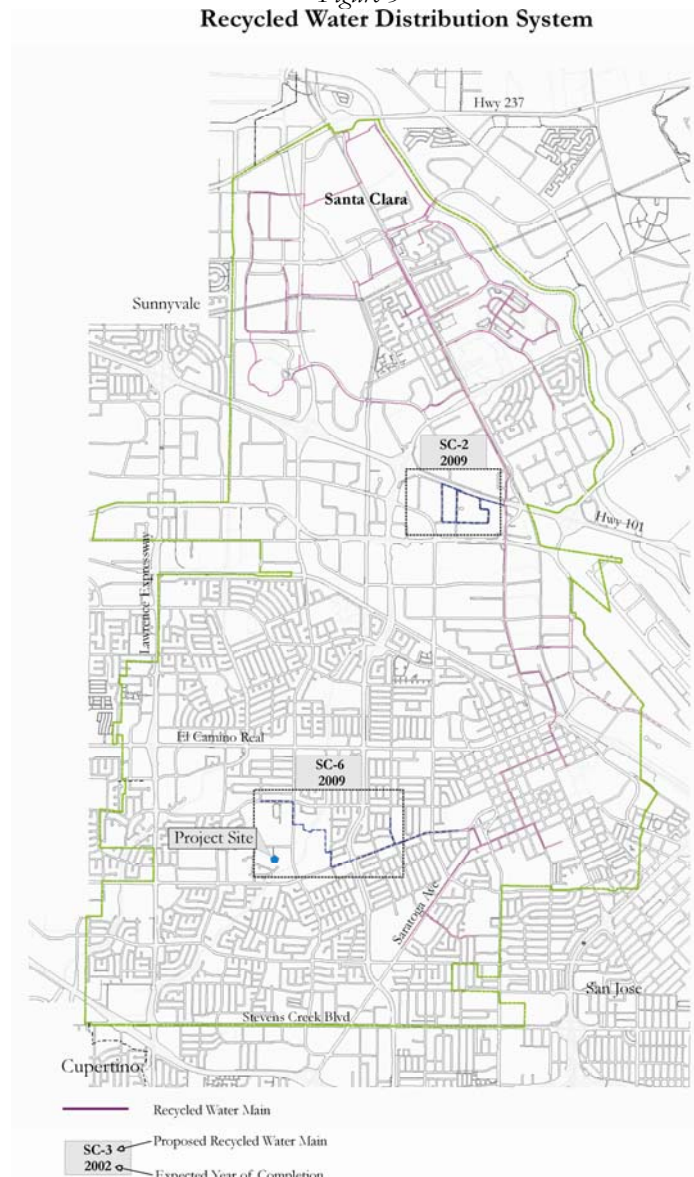 Recycled Water Distribution System
Hwy 237
Santa Clara
Sunnyvale
SC-2
2009
Hwy 101
Lawrence Expressway
El Camino Real
SC-6
2009
Project Site
Saratoga Ave
San Jose
Stevens Creek Blvd
Cupertino
Recycled Water Main
SC-3
2002
Proposed Recycled Water Main
Expected Year of Completion